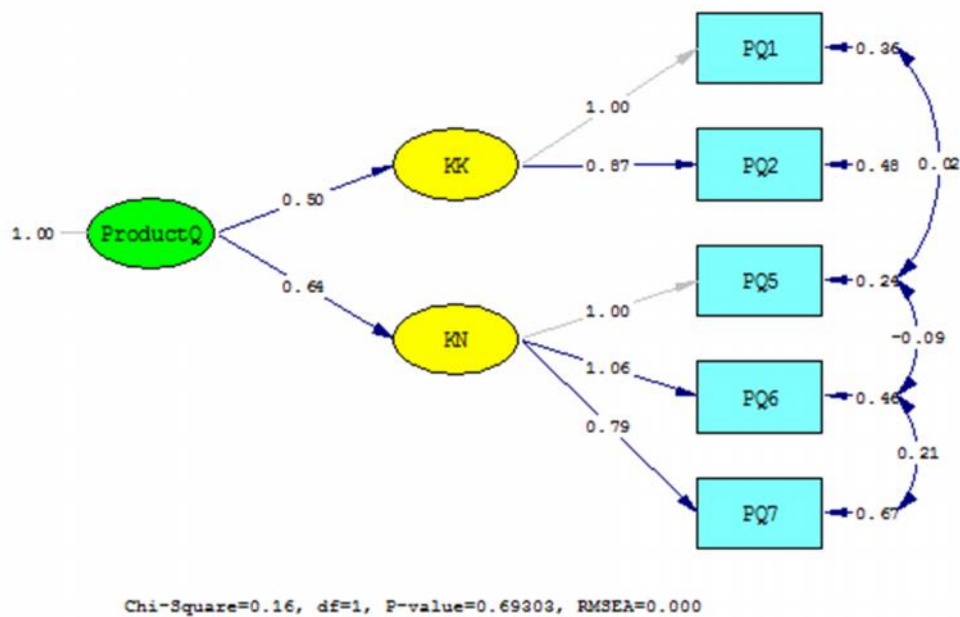 PQ1
0.36
1.00
KK
0.87
PQ2
0.48
0.02
0.50
1.00
ProductQ
PQ5
0.24
0.64
1.00
KN
-0.09
1.06
PQ6
0.46
0.79
0.21
PQ7
0.67
Chi-Square=0.16, df=1, P-value=0.69303, RMSEA=0.000